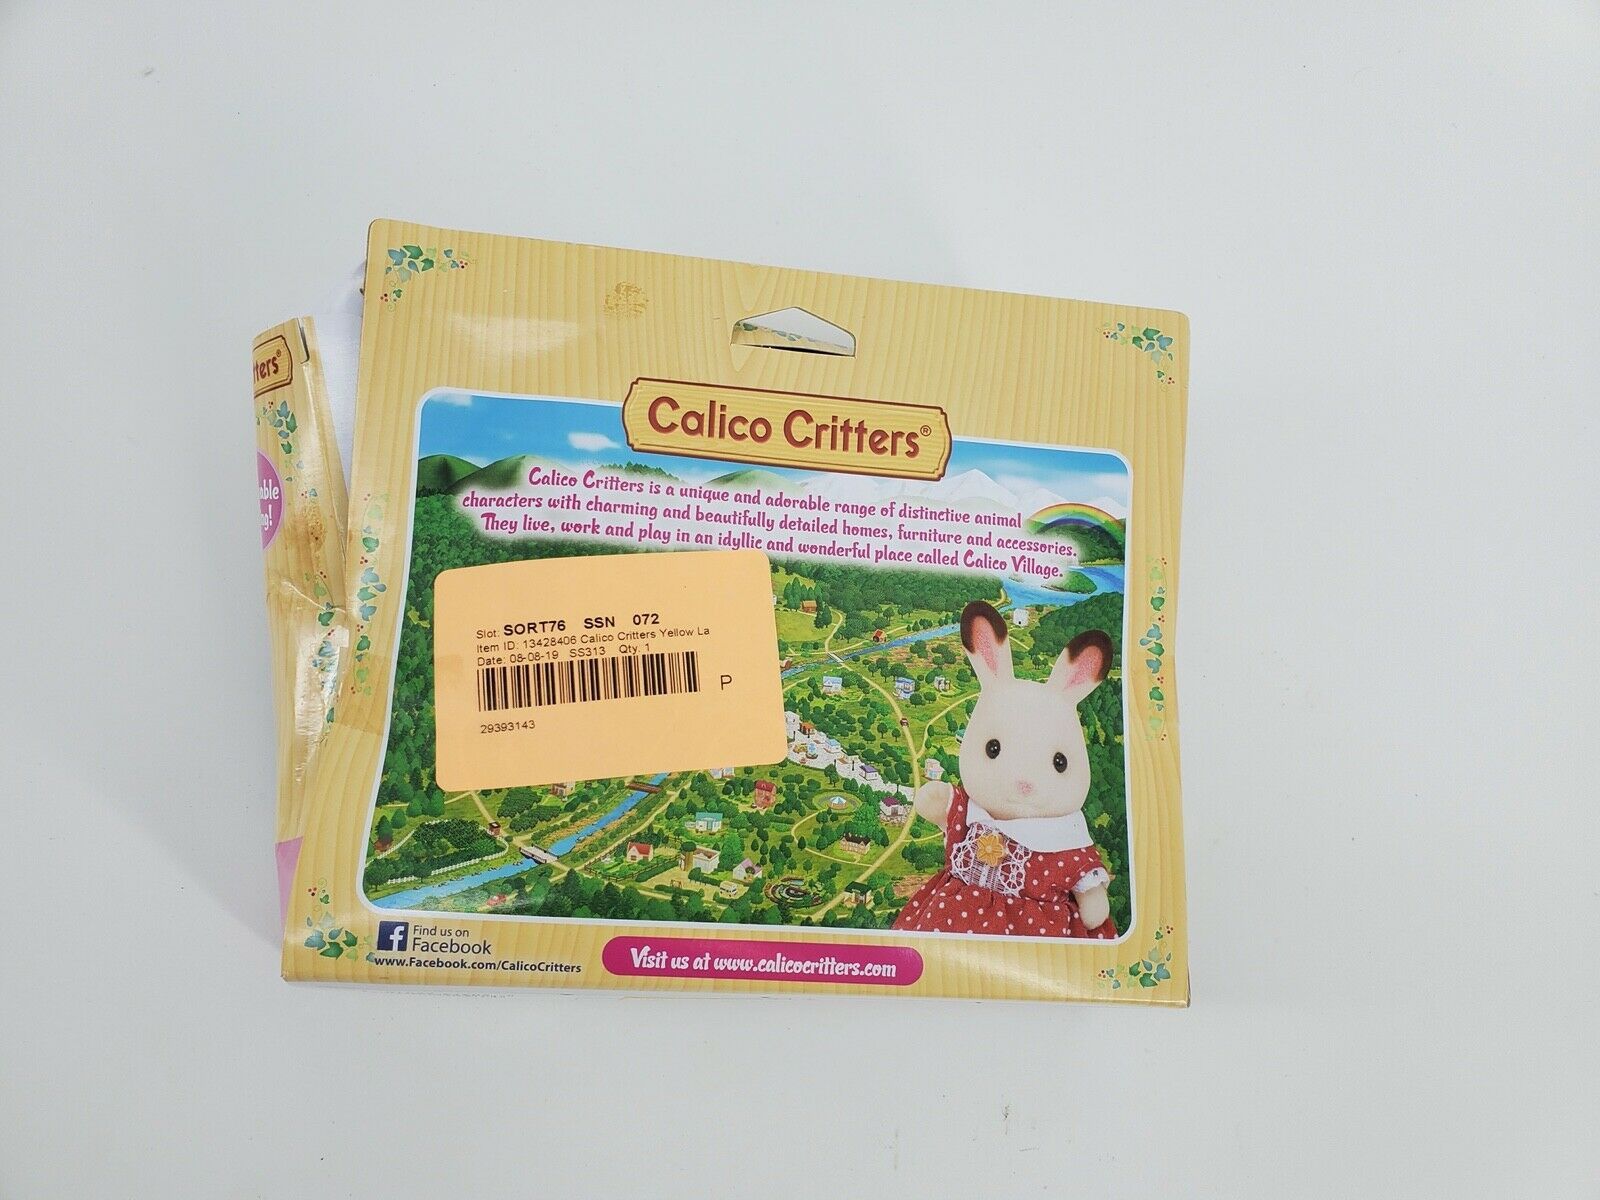 Calico Critters®
Calico Critters is a unique and adorable range of distinctive animal
characters with charming and beautifully detailed homes, furniture and accessories.
They live, work and play in an idyllic and wonderful place called Calico Village.
Slot: SORT76 SSN 072
Item ID: 13428406 Calico Critters Yellow La
Date: 08-08-19 SS313 Qty. 1
P
29393143
f Find us on
Facebook
www.Facebook.com/CalicoCritters
Visit us at www.calicocritters.com